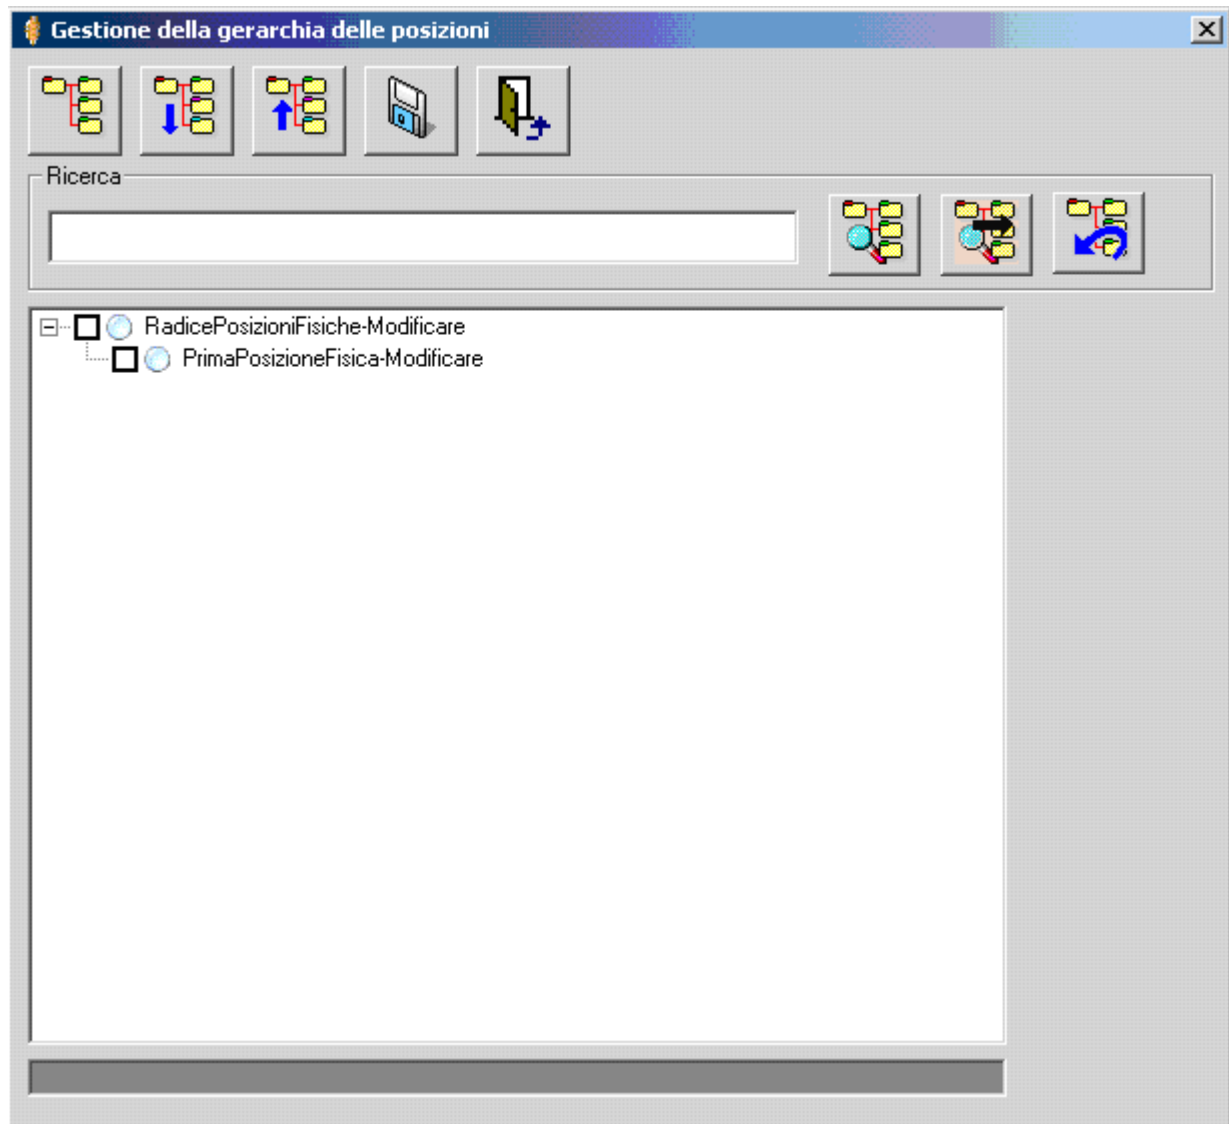 Gestione della gerarchia delle posizioni
Ricerca
RadicePosizioniFisiche-Modificare
PrimaPosizioneFisica-Modificare